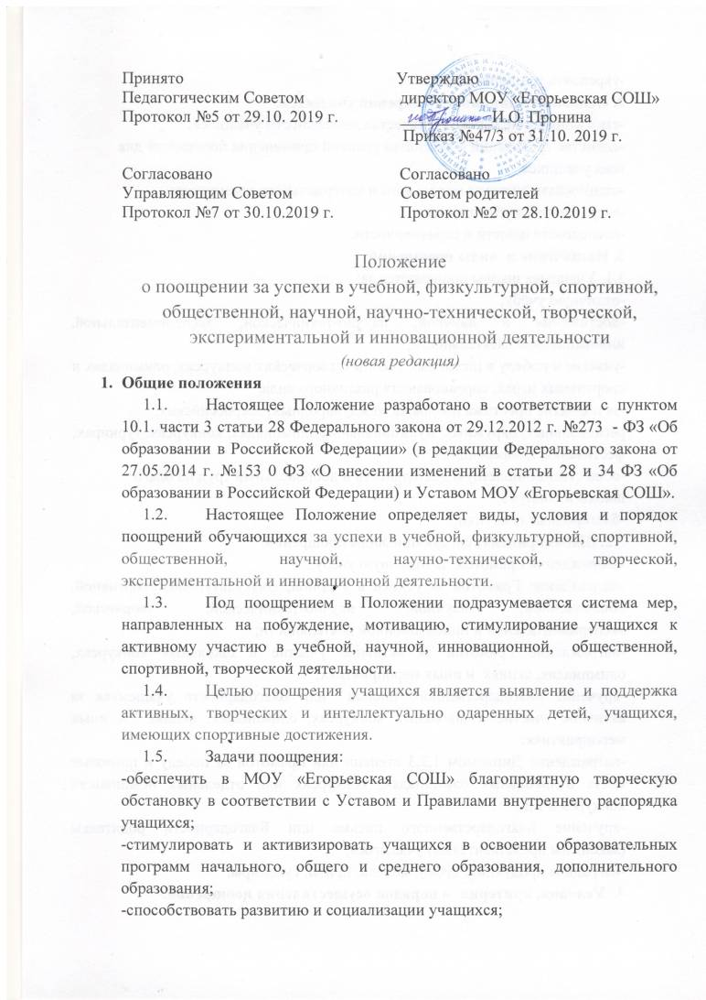 Принято Утверждаю
Педагогическим Советом директор МОУ «Егорьевская СОШ»
Протокол №5 от 29.10. 2019 г. И.О. Пронина
Приказ №47/3 от 31.10. 2019 г.
Согласовано Согласовано
Управляющим Советом Советом родителей
Протокол №7 от 30.10.2019 г. Протокол №2 от 28.10.2019 г.
Положение
о поощрении за успехи в учебной, физкультурной, спортивной,
общественной, научной, научно-технической, творческой,
экспериментальной и инновационной деятельности
(новая редакция)
1. Общие положения
1.1. Настоящее Положение разработано в соответствии с пунктом
10.1. части 3 статьи 28 Федерального закона от 29.12.2012 г. №273 - ФЗ «Об
образовании в Российской Федерации» (в редакции Федерального закона от
27.05.2014 г. №153 0 ФЗ «О внесении изменений в статьи 28 и 34 ФЗ «Об
образовании в Российской Федерации) и Уставом МОУ «Егорьевская СОШ».
1.2. Настоящее Положение определяет виды, условия и порядок
поощрений обучающихся за успехи в учебной, физкультурной, спортивной,
общественной, научной, научно-технической, творческой,
экспериментальной и инновационной деятельности.
1.3. Под поощрением в Положении подразумевается система мер,
направленных на побуждение, мотивацию, стимулирование учащихся к
активному участию в учебной, научной, инновационной, общественной,
спортивной, творческой деятельности.
1.4. Целью поощрения учащихся является выявление и поддержка
активных, творческих и интеллектуально одаренных детей, учащихся,
имеющих спортивные достижения.
1.5. Задачи поощрения:
-обеспечить в МОУ «Егорьевская СОШ» благоприятную творческую
обстановку в соответствии с Уставом и Правилами внутреннего распорядка
учащихся;
-стимулировать и активизировать учащихся в освоении образовательных
программ начального, общего и среднего образования, дополнительного
образования;
-способствовать развитию и социализации учащихся;